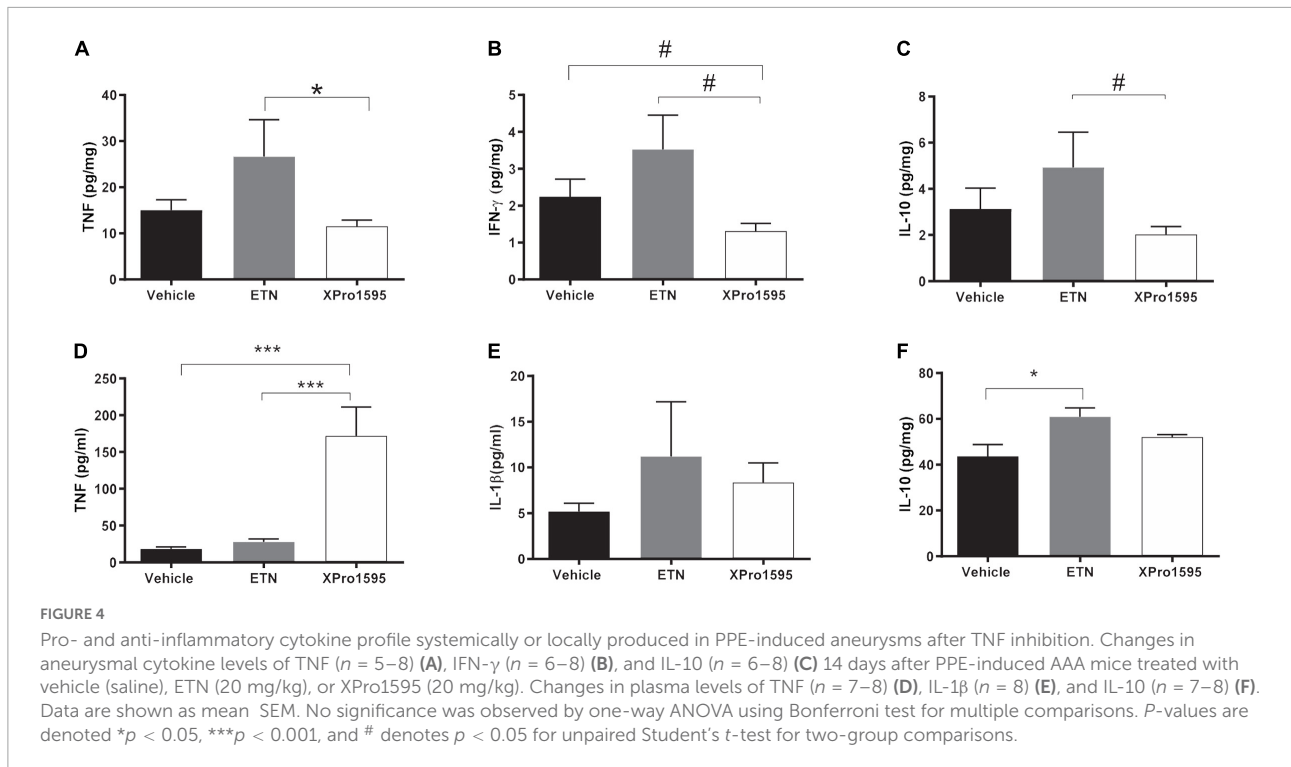 A
B
C
#
#
#
*
40
30
20
10
0
TNF (pg/mg)
Vehicle
ETN
XPro1595
5
4
3
2
1
0
IFN-γ (pg/mg)
Vehicle
ETN
XPro1595
8
6
4
2
0
IL-10 (pg/mg)
Vehicle
ETN
XPro1595
D
E
F
***
***
*
250
200
150
100
50
0
TNF (pg/ml)
Vehicle
ETN
XPro1595
20
15
10
5
0
IL-1β(pg/ml)
Vehicle
ETN
XPro1595
80
60
40
20
0
IL-10 (pg/mg)
Vehicle
ETN
XPro1595
FIGURE 4
Pro- and anti-inflammatory cytokine profile systemically or locally produced in PPE-induced aneurysms after TNF inhibition. Changes in
aneurysmal cytokine levels of TNF (n = 5–8) (A), IFN-γ (n = 6–8) (B), and IL-10 (n = 6–8) (C) 14 days after PPE-induced AAA mice treated with
vehicle (saline), ETN (20 mg/kg), or XPro1595 (20 mg/kg). Changes in plasma levels of TNF (n = 7–8) (D), IL-1β (n = 8) (E), and IL-10 (n = 7–8) (F).
Data are shown as mean SEM. No significance was observed by one-way ANOVA using Bonferroni test for multiple comparisons. P-values are
denoted *p < 0.05, ***p < 0.001, and # denotes p < 0.05 for unpaired Student's t-test for two-group comparisons.